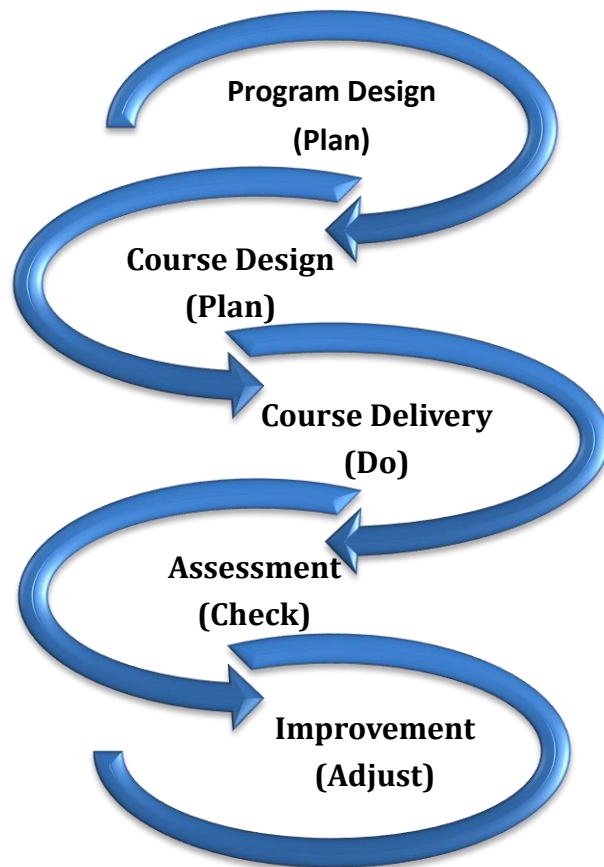 Program Design
(Plan)
Course Design
(Plan)
Course Delivery
(Do)
Assessment
(Check)
Improvement
(Adjust)